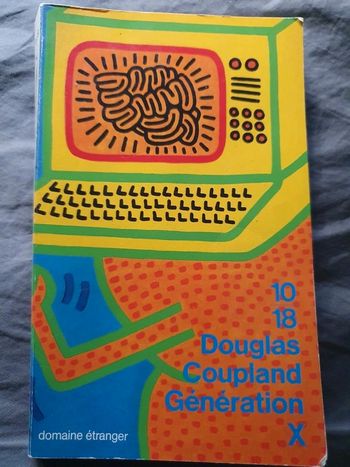 10
18
Douglas
Coupland
Génération
X
domaine étranger